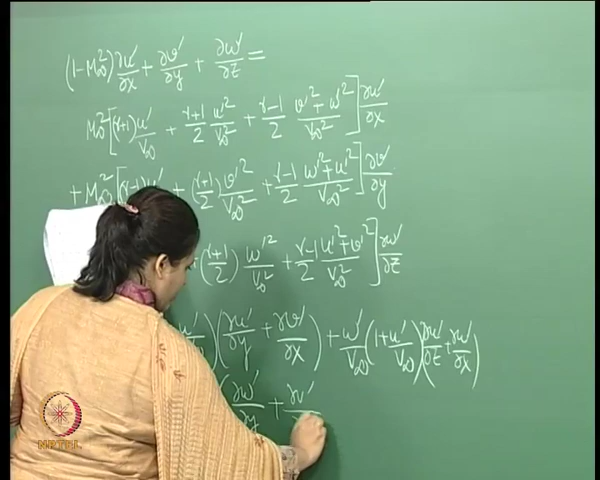 (1-M∞²) ∂u'/∂x + ∂v'/∂y + ∂w'/∂z =
M∞² [(γ+1) u'/V∞ + γ+1/2 u'²/V∞² + γ-1/2 v'²+w'²/V∞²] ∂u'/∂x
+ M∞² [(γ-1) u' + (γ+1/2) v'²/V∞² + γ-1/2 w'²+u'²/V∞²] ∂v'/∂y
(γ+1/2) w'²/V∞² + γ-1/2 u'²+v'²/V∞²] ∂w'/∂z
) (∂u'/∂y + ∂v'/∂x) + w'/V∞ (1+u'/V∞) (∂u'/∂z + ∂w'/∂x)
(∂w'/∂y + ∂v'/
NPTEL